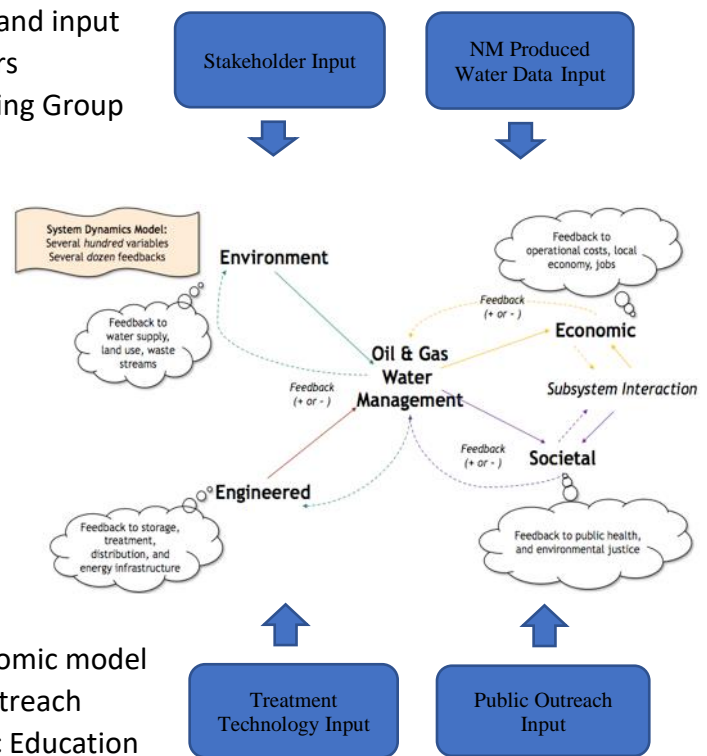 and input
rs
ing Group
Stakeholder Input
NM Produced
Water Data Input
System Dynamics Model:
Several hundred variables
Several dozen feedbacks
Environment
Feedback to
water supply,
land use, waste
streams
Feedback to
operational costs, local
economy, jobs
Feedback
(+ or - )
Economic
Oil & Gas
Water
Management
Feedback
(+ or - )
Subsystem Interaction
Feedback
(+ or - )
Societal
Engineered
Feedback to storage,
treatment,
distribution, and
energy infrastructure
Feedback to public health,
and environmental justice
nomic model
utreach
c Education
Treatment
Technology Input
Public Outreach
Input